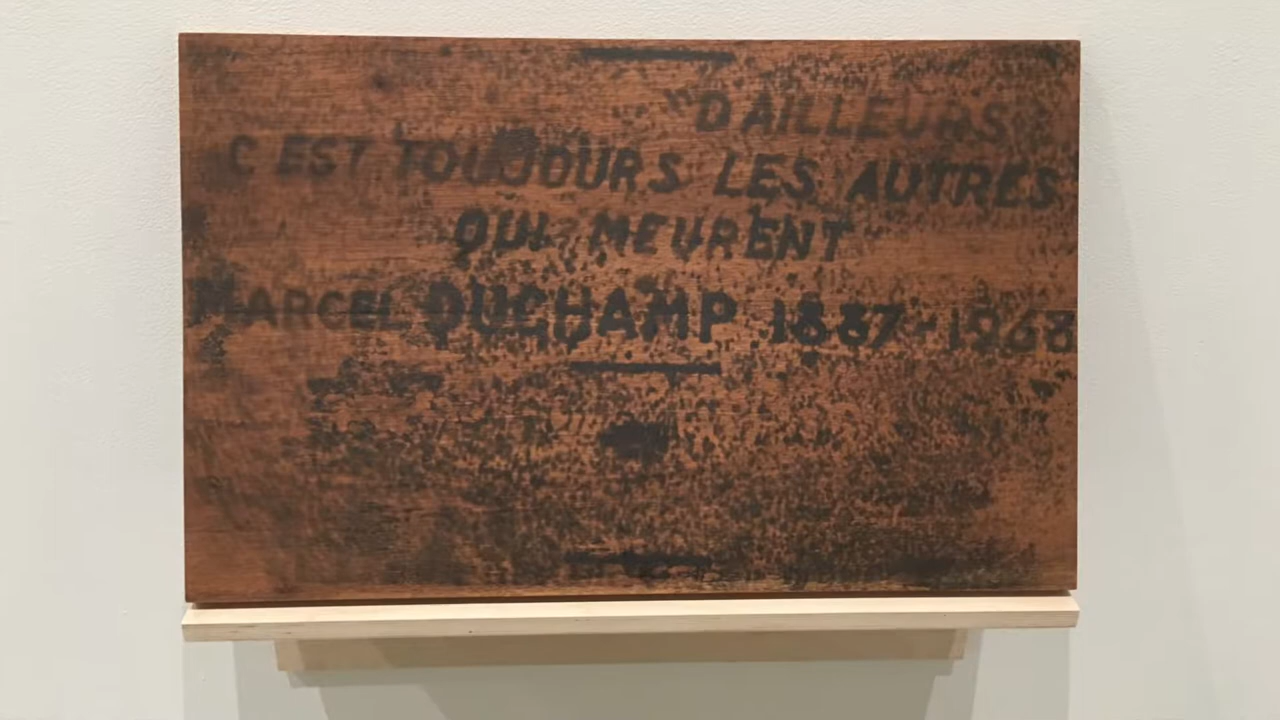 "D AILLEURS
C EST TOUJOURS LES AUTRES
QUI MEURENT
MARCEL DUCHAMP 1887-1968